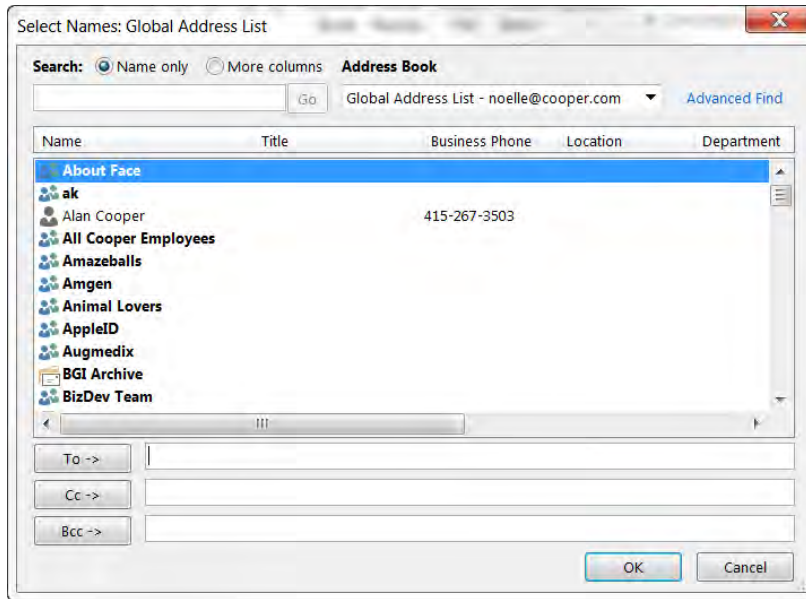 Select Names: Global Address List
Search: Name only More columns Address Book
Go Global Address List - noelle@cooper.com Advanced Find
Name Title Business Phone Location Department
About Face
ak
Alan Cooper 415-267-3503
All Cooper Employees
Amazeballs
Amgen
Animal Lovers
AppleID
Augmedix
BGI Archive
BizDev Team
To ->
Cc ->
Bcc ->
OK Cancel